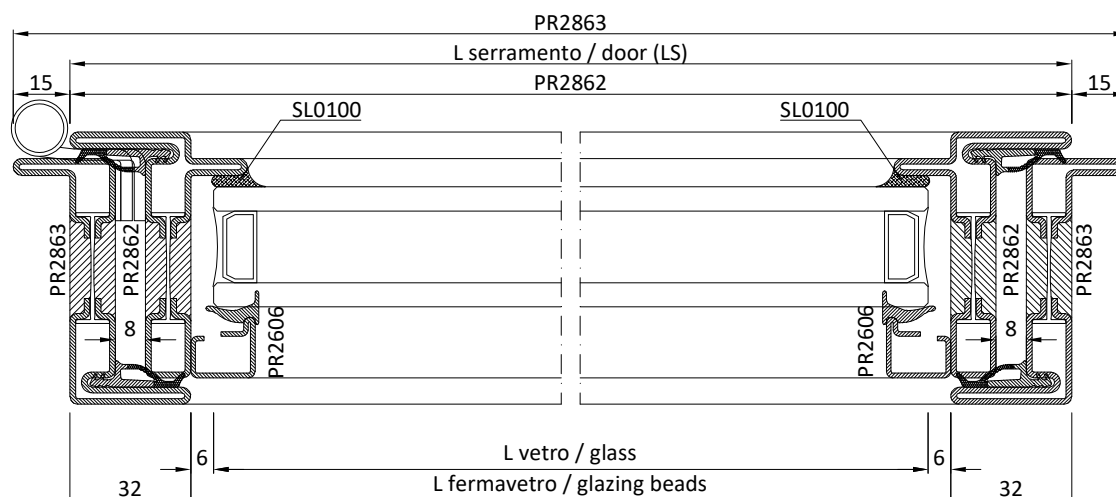 PR2863
L serramento / door (LS)
15
PR2862
15
SL0100
SL0100
PR2863
PR2862
PR2862
PR2863
8
8
PR2606
PR2606
6
L vetro / glass
6
32
L fermavetro / glazing beads
32